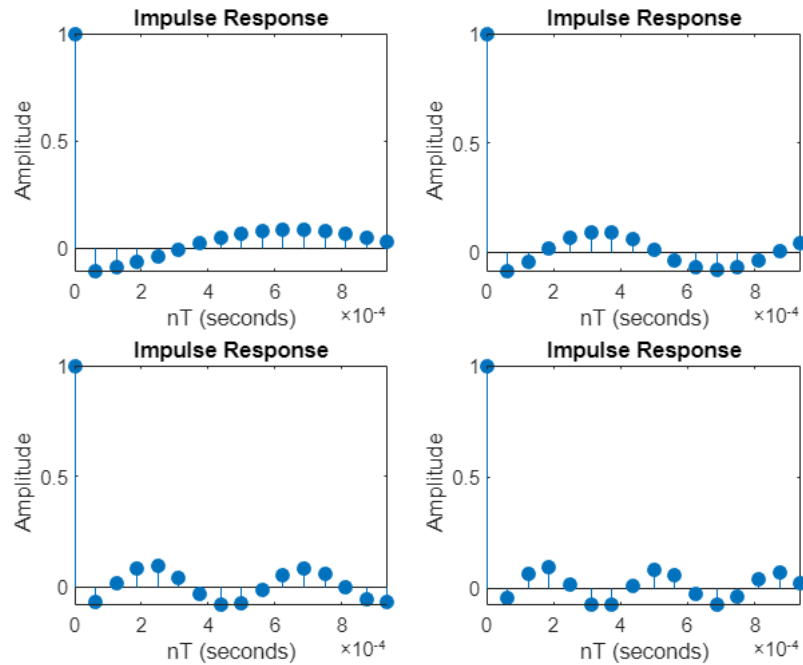 Impulse Response
1
0.5
0
Amplitude
0 2 4 6 8
nT (seconds) ×10-4
Impulse Response
1
0.5
0
Amplitude
0 2 4 6 8
nT (seconds) ×10-4
Impulse Response
1
0.5
0
Amplitude
0 2 4 6 8
nT (seconds) ×10-4
Impulse Response
1
0.5
0
Amplitude
0 2 4 6 8
nT (seconds) ×10-4